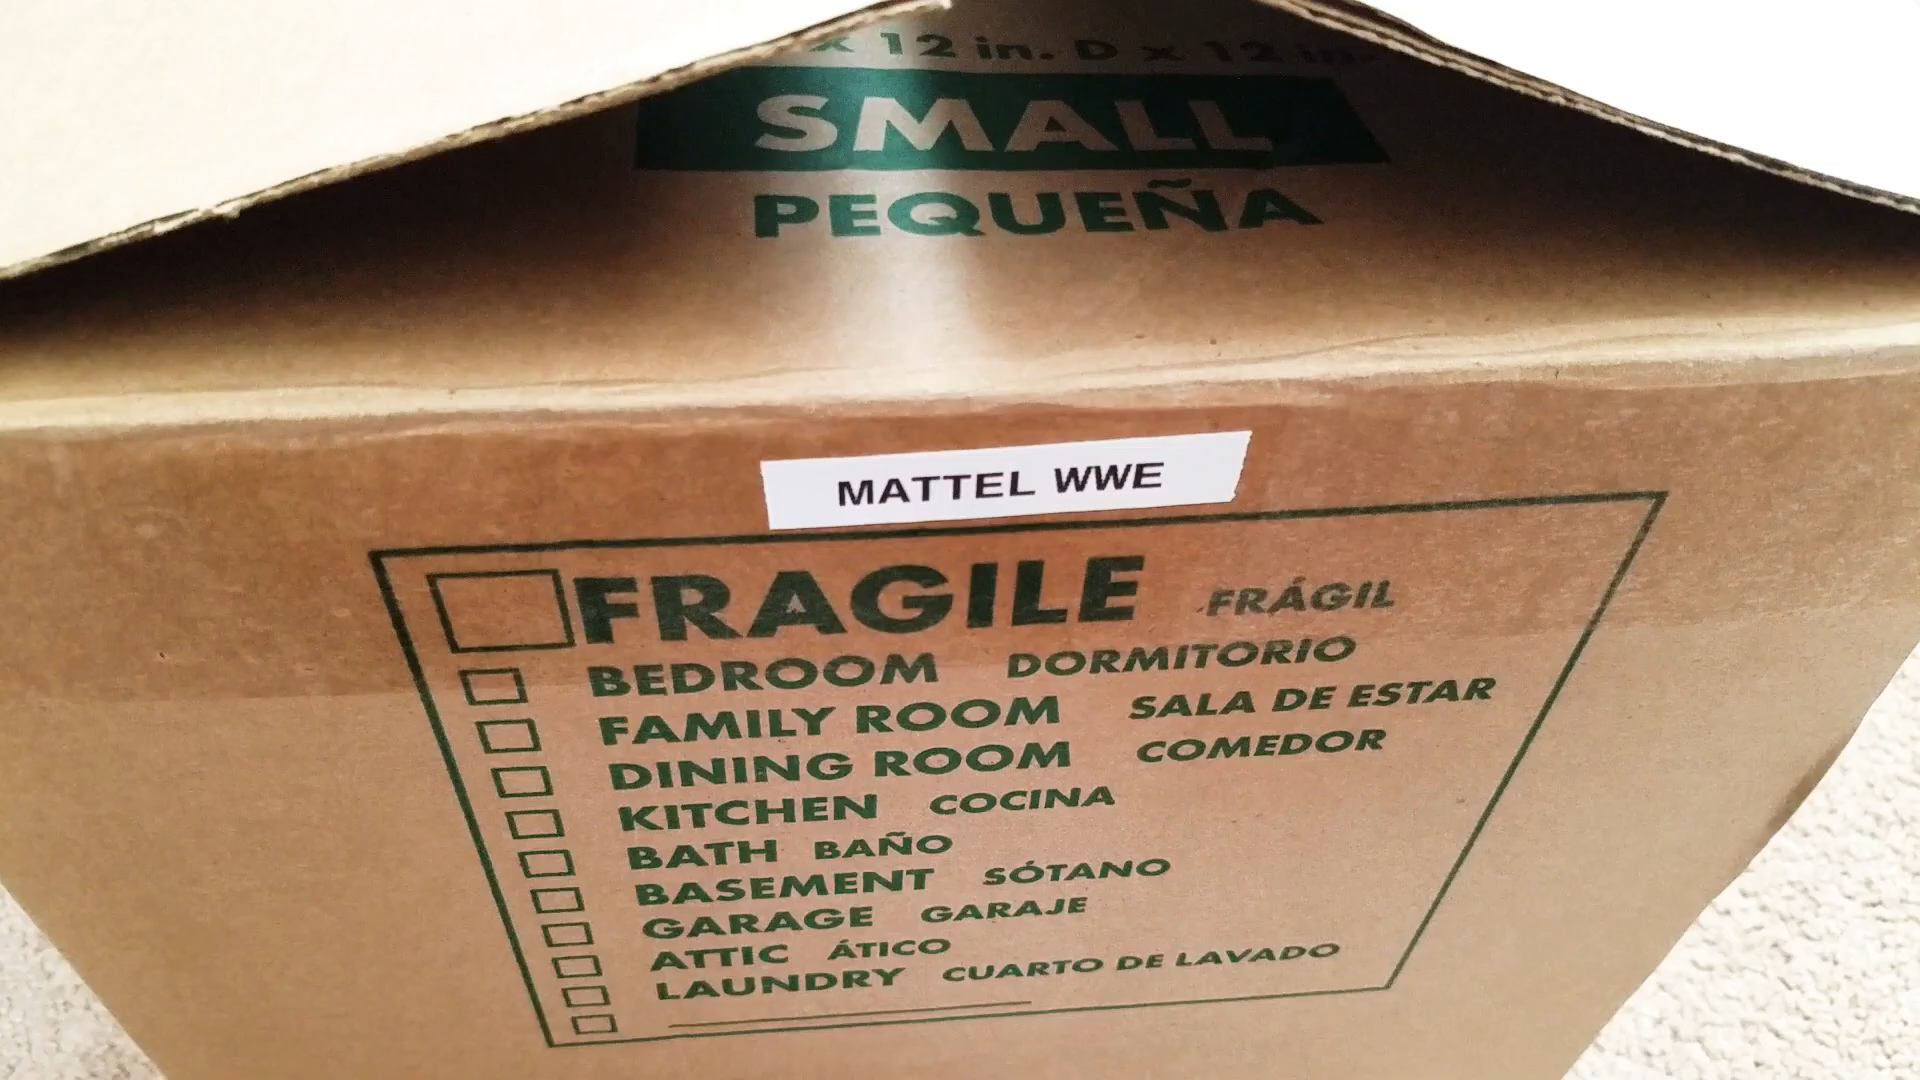 x 12 in. D x 12 in.
SMALL
PEQUEÑA
MATTEL WWE
FRAGILE FRÁGIL
BEDROOM DORMITORIO
FAMILY ROOM SALA DE ESTAR
DINING ROOM COMEDOR
KITCHEN COCINA
BATH BAÑO
BASEMENT SÓTANO
GARAGE GARAJE
ATTIC ÁTICO
LAUNDRY CUARTO DE LAVADO